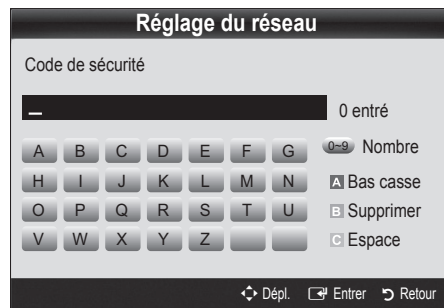 Réglage du réseau
Code de sécurité
_ 0 entré
A B C D E F G 0~9 Nombre
H I J K L M N A Bas casse
O P Q R S T U B Supprimer
V W X Y Z C Espace
Dépl. Entrer Retour